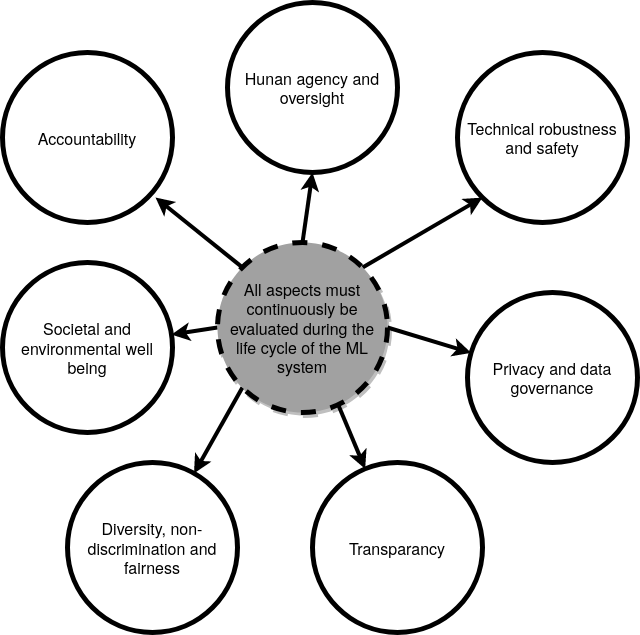 Hunan agency and
oversight
Accountability
Technical robustness
and safety
All aspects must
continuously be
evaluated during the
life cycle of the ML
system
Societal and
environmental well
being
Privacy and data
governance
Diversity, non-
discrimination and
fairness
Transparancy